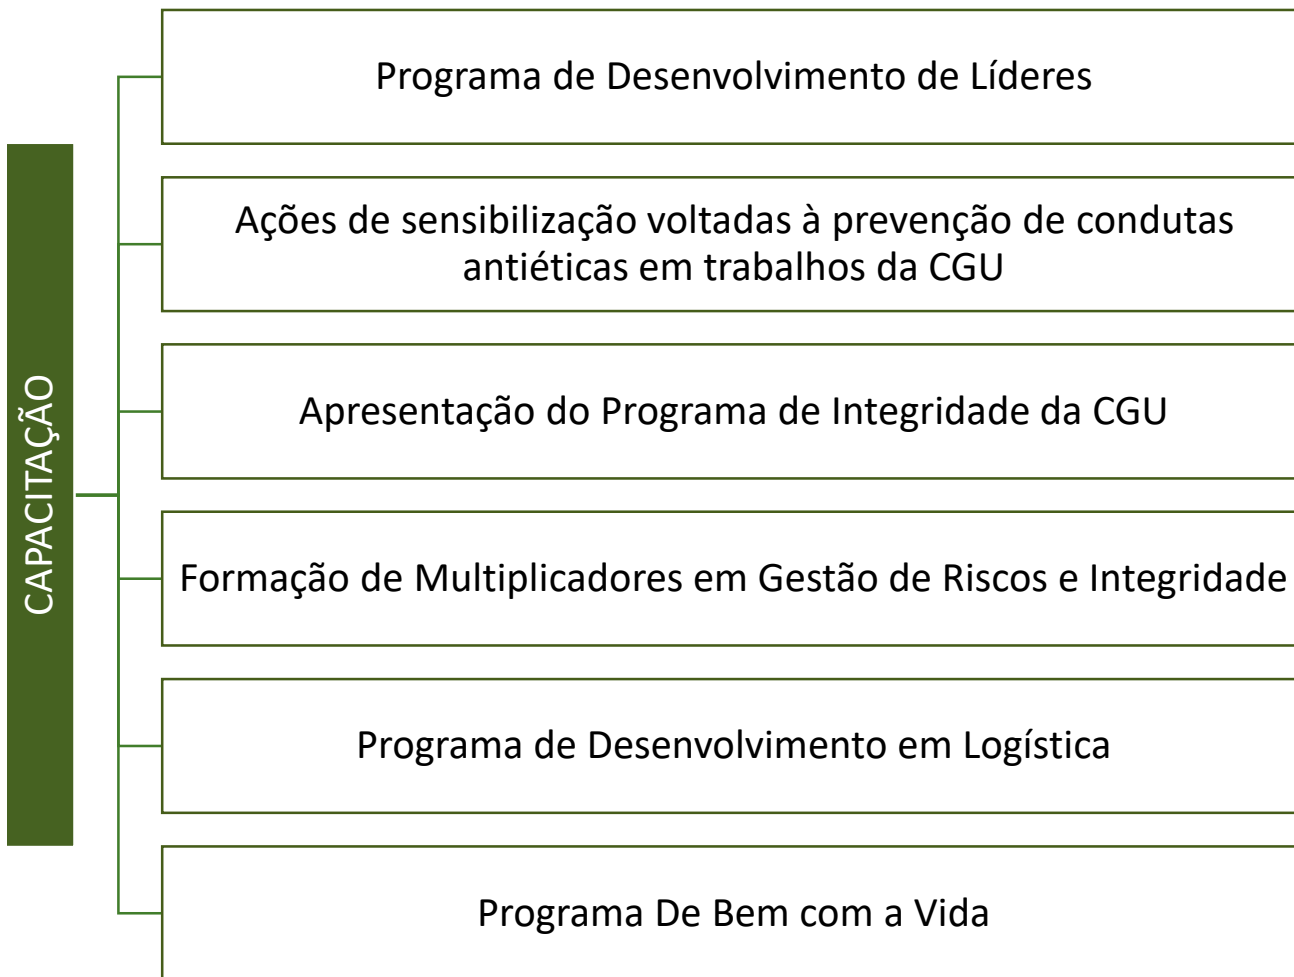 CAPACITAÇÃO
Programa de Desenvolvimento de Líderes
Ações de sensibilização voltadas à prevenção de condutas
antiéticas em trabalhos da CGU
Apresentação do Programa de Integridade da CGU
Formação de Multiplicadores em Gestão de Riscos e Integridade
Programa de Desenvolvimento em Logística
Programa De Bem com a Vida